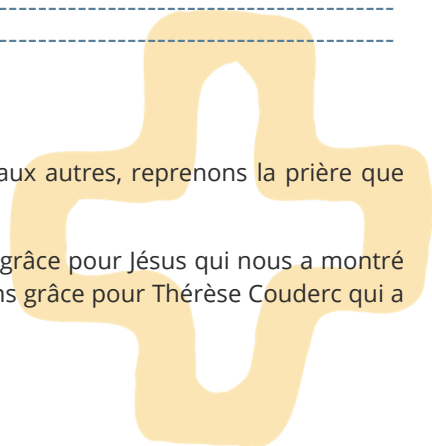 aux autres, reprenons la prière que
grâce pour Jésus qui nous a montré
ns grâce pour Thérèse Couderc qui a